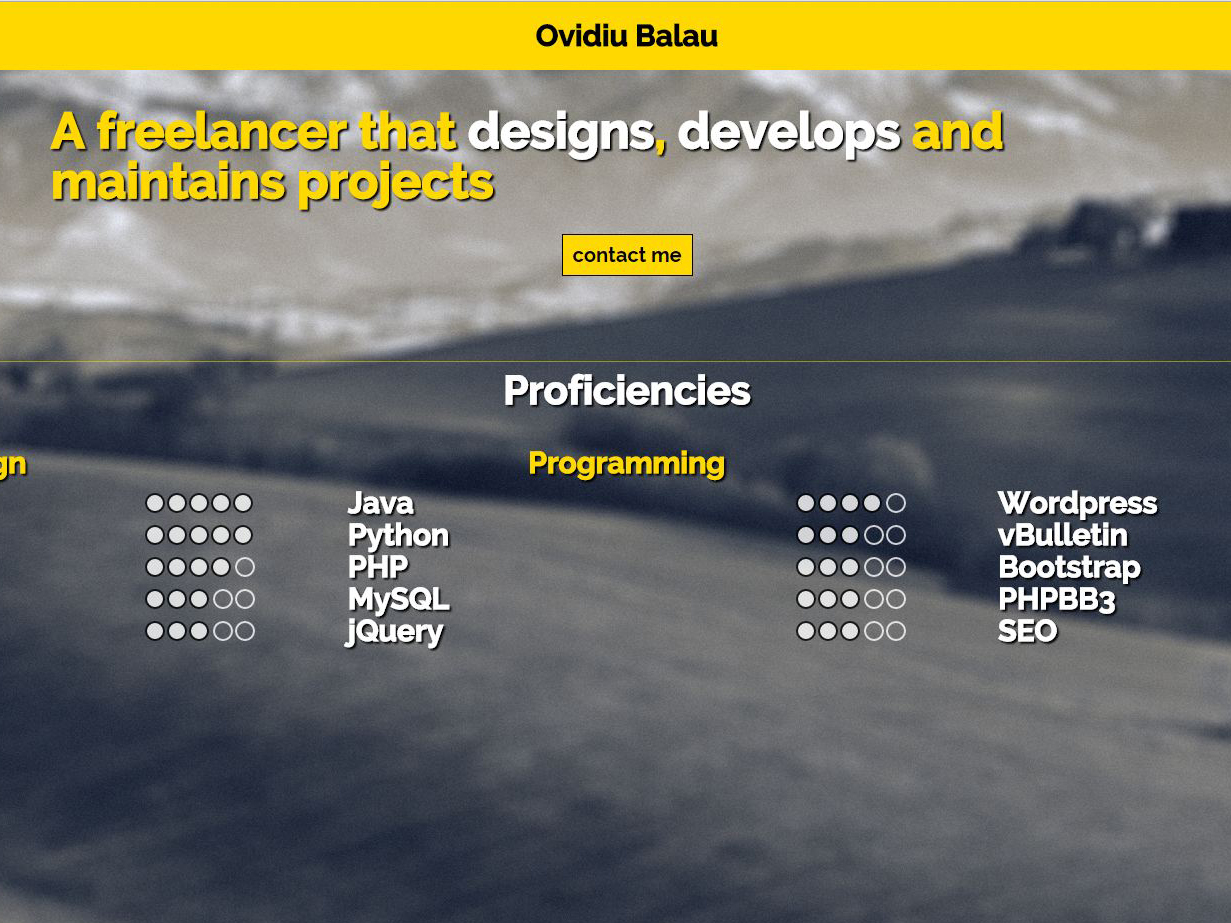 Ovidiu Balau
A freelancer that designs, develops and
maintains projects
contact me
Proficiencies
gn
Programming
Java
Wordpress
Python
vBulletin
PHP
Bootstrap
MySQL
PHPBB3
jQuery
SEO